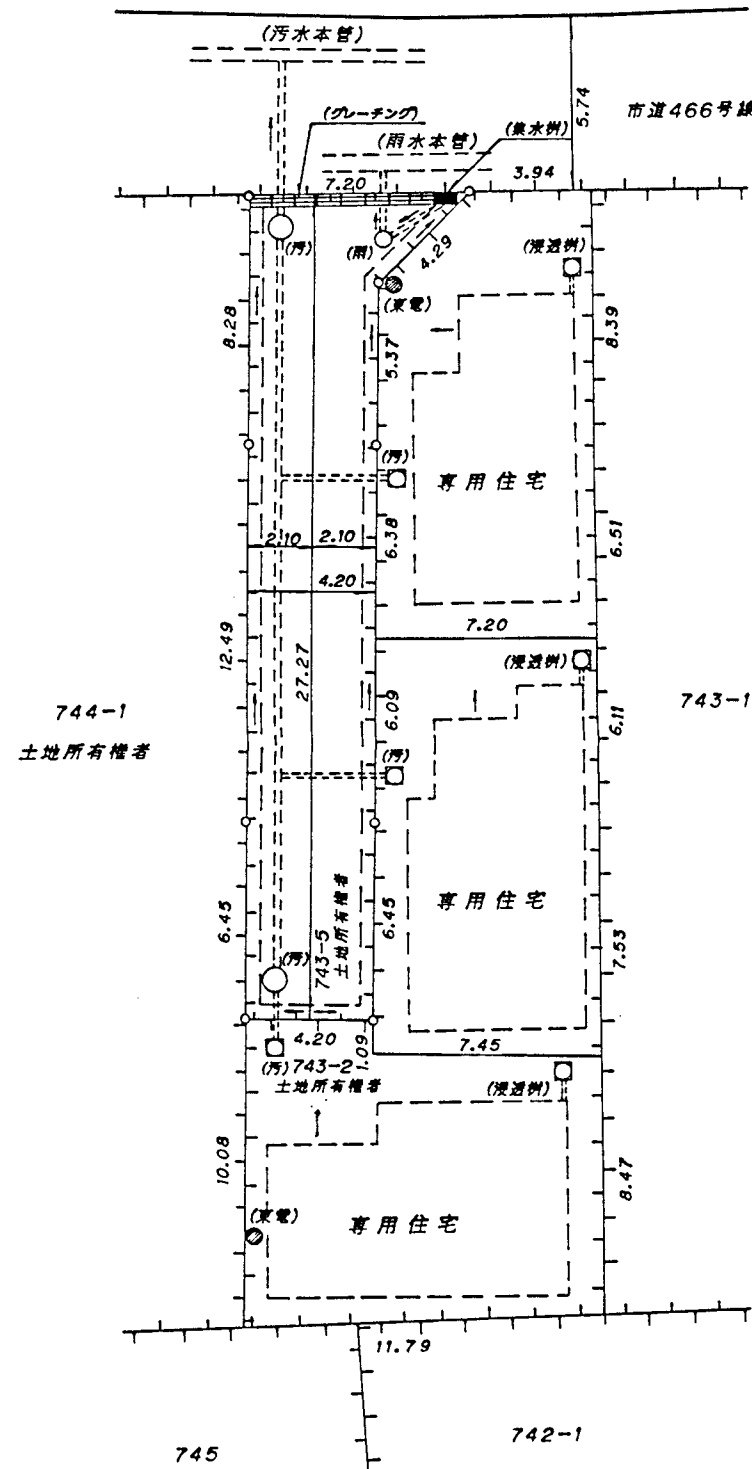 (汚水本管)
(グレーチング)
(集水桝)
5.74
市道466号線
(雨水本管)
7.20
3.94
(汚)
(雨)
4.29
(浸透桝)
(東電)
8.28
5.37
8.39
(汚)
専用住宅
2.10
2.10
6.38
6.51
4.20
7.20
12.49
27.27
(浸透桝)
744-1
土地所有権者
6.09
6.11
743-1
(汚)
専用住宅
6.45
743-5
土地所有権者
6.45
7.53
(汚)
4.20
1.09
7.45
(汚)
743-2
土地所有権者
(浸透桝)
10.08
8.47
(東電)
専用住宅
11.79
745
742-1